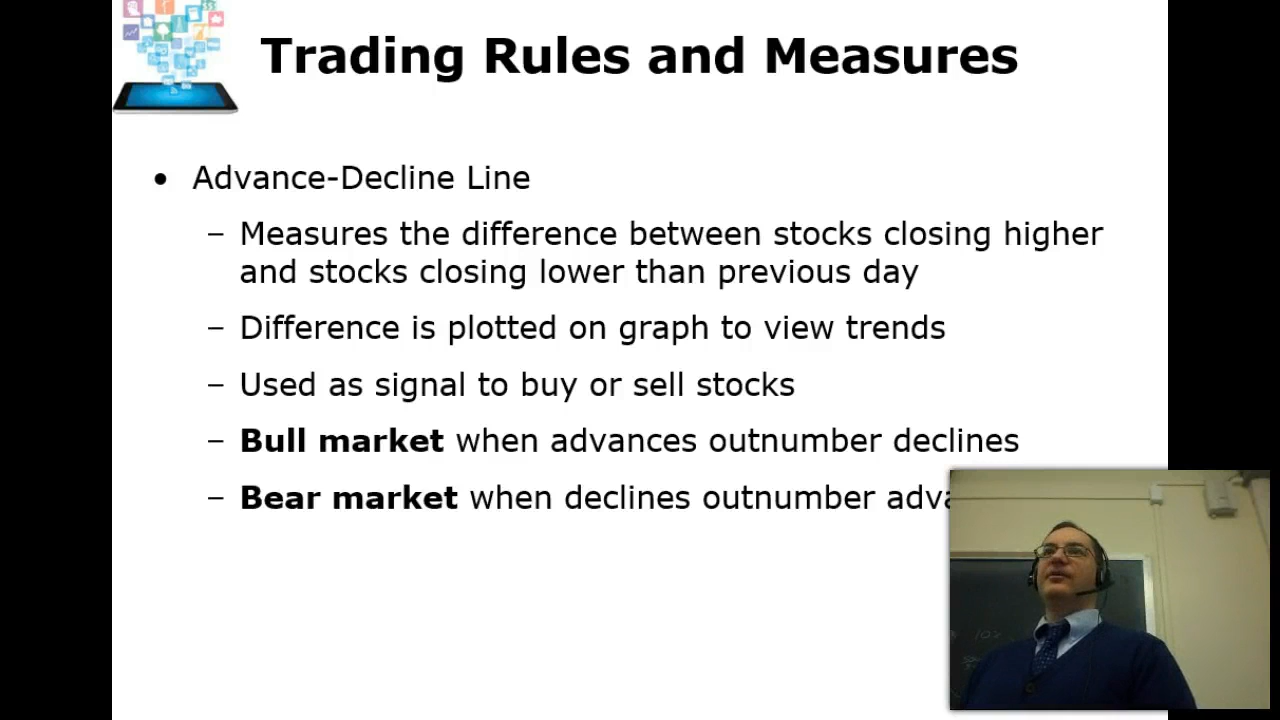 Trading Rules and Measures
• Advance-Decline Line
– Measures the difference between stocks closing higher
and stocks closing lower than previous day
– Difference is plotted on graph to view trends
– Used as signal to buy or sell stocks
– Bull market when advances outnumber declines
– Bear market when declines outnumber